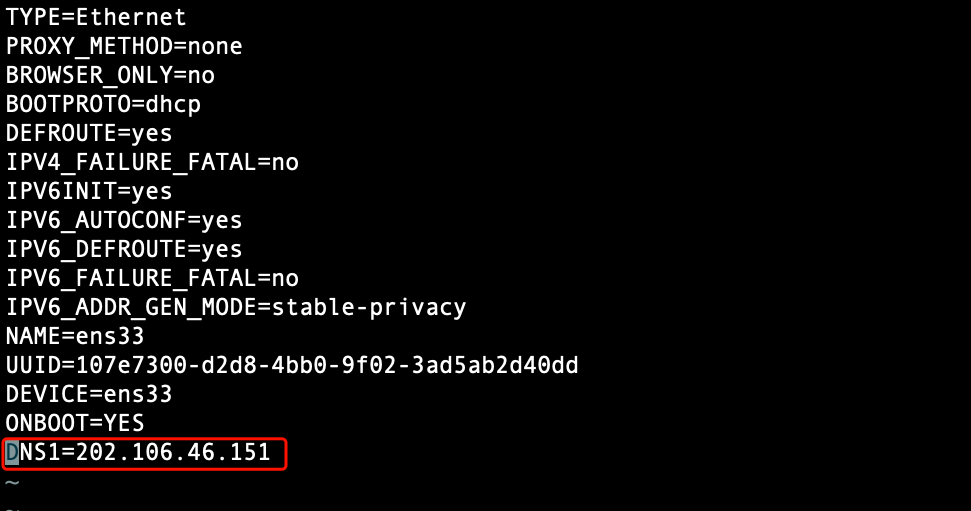 TYPE=Ethernet
PROXY_METHOD=none
BROWSER_ONLY=no
BOOTPROTO=dhcp
DEFROUTE=yes
IPV4_FAILURE_FATAL=no
IPV6INIT=yes
IPV6_AUTOCONF=yes
IPV6_DEFROUTE=yes
IPV6_FAILURE_FATAL=no
IPV6_ADDR_GEN_MODE=stable-privacy
NAME=ens33
UUID=107e7300-d2d8-4bb0-9f02-3ad5ab2d40dd
DEVICE=ens33
ONBOOT=YES
DNS1=202.106.46.151
~